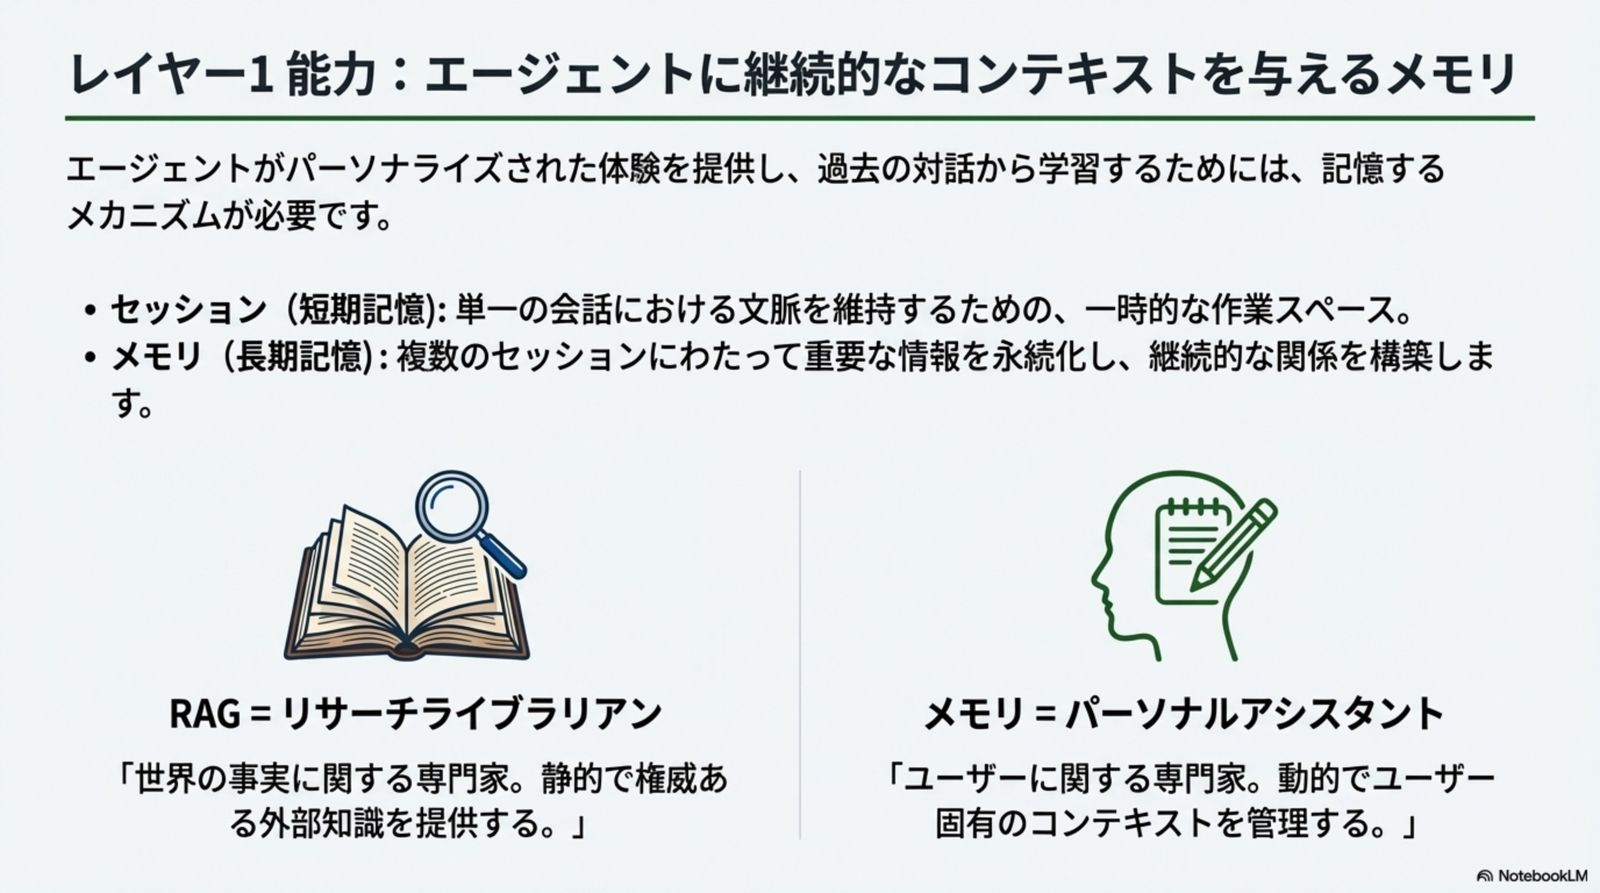 レイヤー1 能力：エージェントに継続的なコンテキストを与えるメモリ
エージェントがパーソナライズされた体験を提供し、過去の対話から学習するためには、記憶する
メカニズムが必要です。
• セッション（短期記憶): 単一の会話における文脈を維持するための、一時的な作業スペース。
• メモリ（長期記憶) : 複数のセッションにわたって重要な情報を永続化し、継続的な関係を構築しま
す。
RAG = リサーチライブラリアン
「世界の事実に関する専門家。静的で権威あ
る外部知識を提供する。」
メモリ = パーソナルアシスタント
「ユーザーに関する専門家。動的でユーザー
固有のコンテキストを管理する。」
NotebookLM